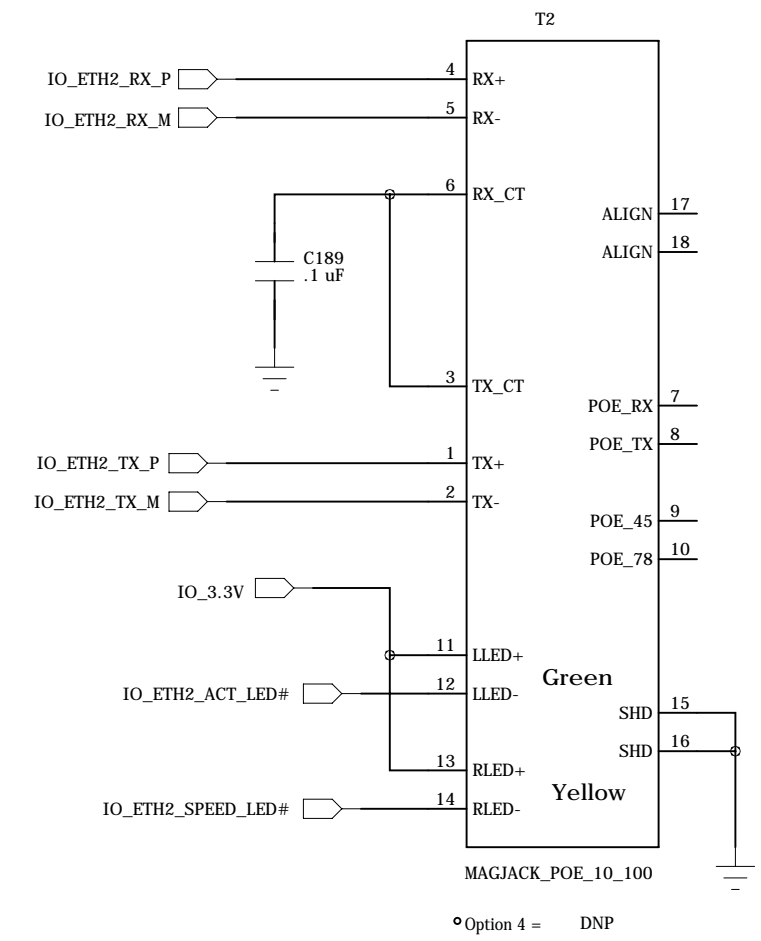 T2
IO_ETH2_RX_P 4 RX+
IO_ETH2_RX_M 5 RX-
6 RX_CT
ALIGN 17
ALIGN 18
C189
.1 uF
3 TX_CT
POE_RX 7
POE_TX 8
IO_ETH2_TX_P 1 TX+
IO_ETH2_TX_M 2 TX-
POE_45 9
POE_78 10
IO_3.3V
11 LLED+
Green
IO_ETH2_ACT_LED# 12 LLED-
SHD 15
SHD 16
13 RLED+
Yellow
IO_ETH2_SPEED_LED# 14 RLED-
MAGJACK_POE_10_100
Option 4 = DNP